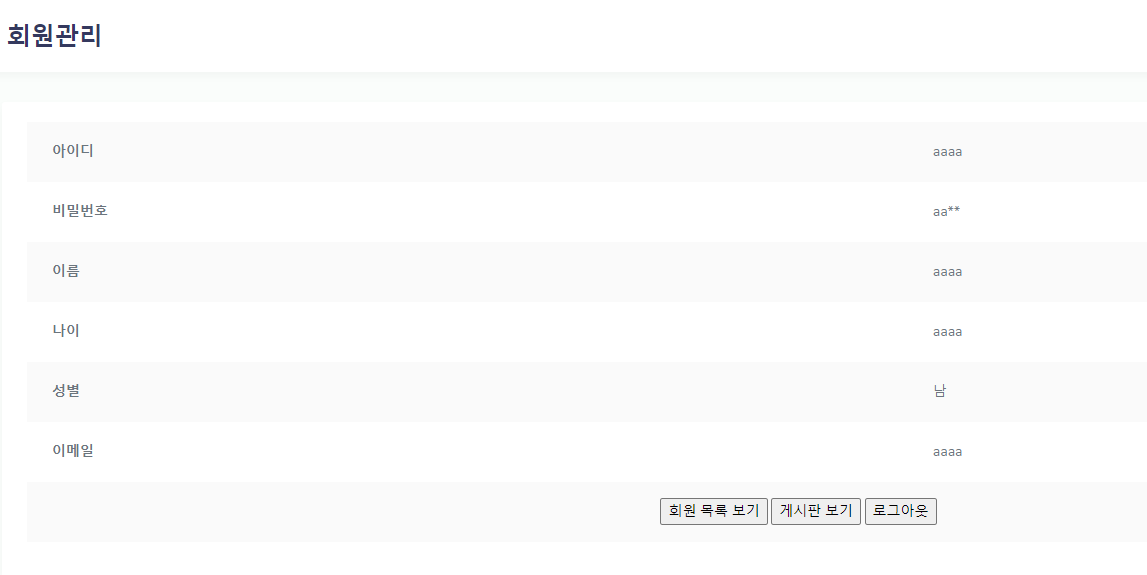 회원관리
아이디 aaaa
비밀번호 aa**
이름 aaaa
나이 aaaa
성별 남
이메일 aaaa
회원 목록 보기 게시판 보기 로그아웃